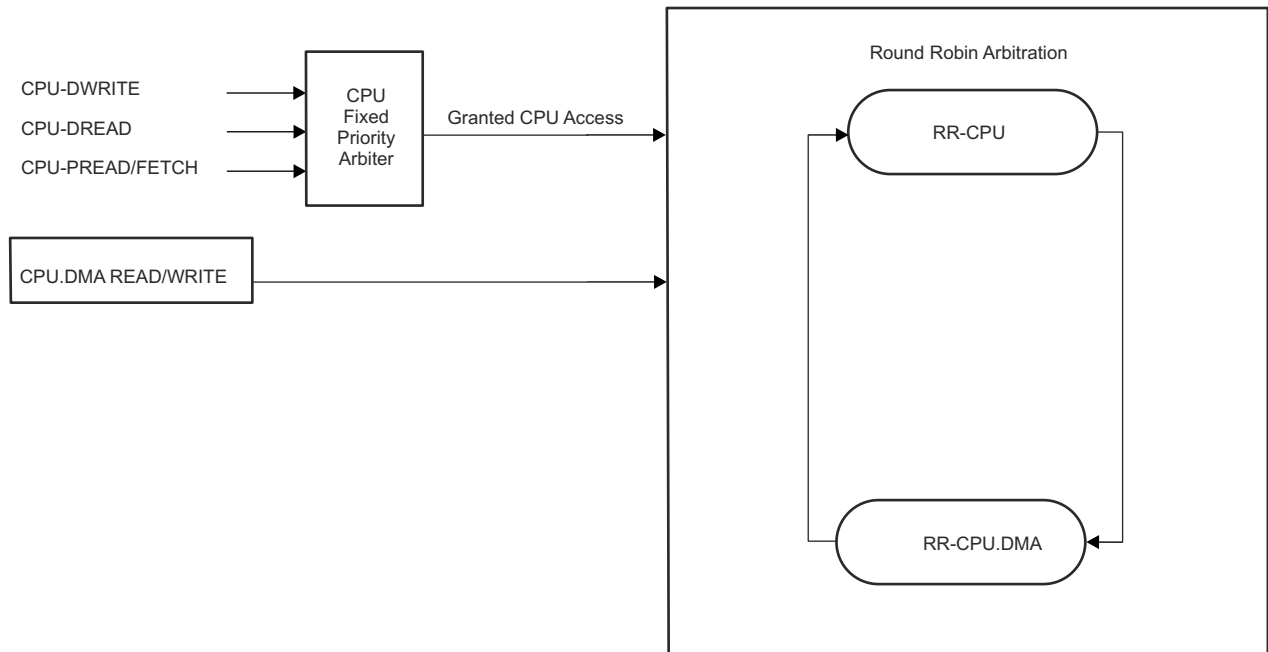 Round Robin Arbitration
CPU-DWRITE
CPU-DREAD
CPU-PREAD/FETCH
CPU
Fixed
Priority
Arbiter
Granted CPU Access
RR-CPU
CPU.DMA READ/WRITE
RR-CPU.DMA